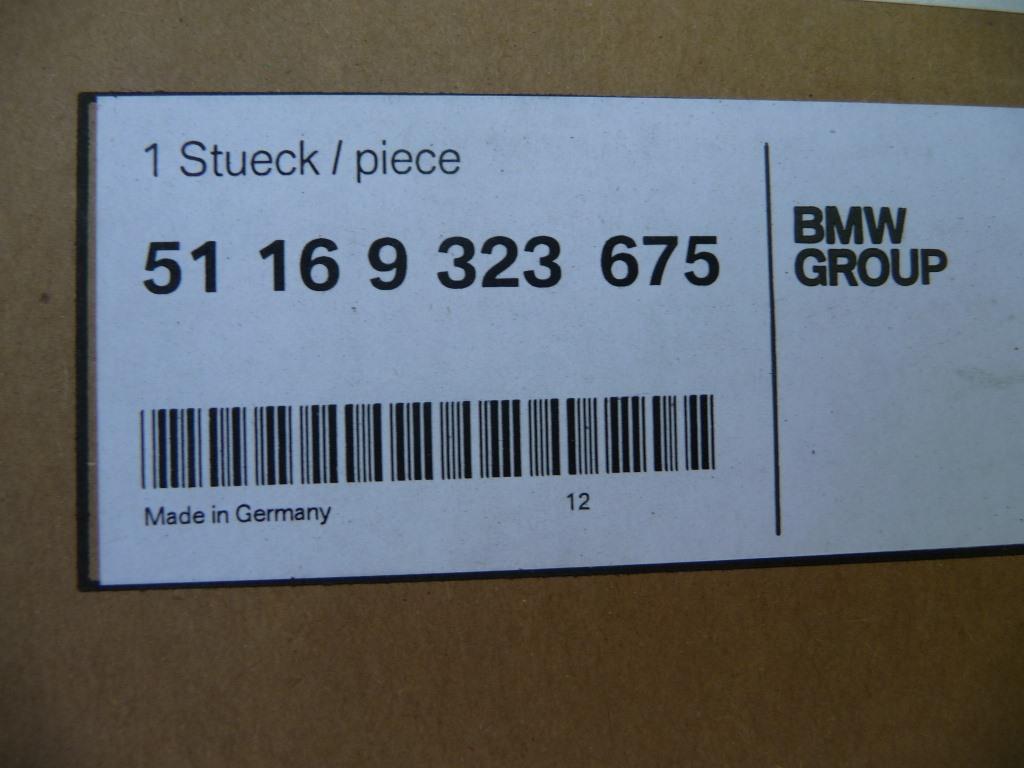 1 Stueck / piece
51 16 9 323 675
BMW
GROUP
Made in Germany
12